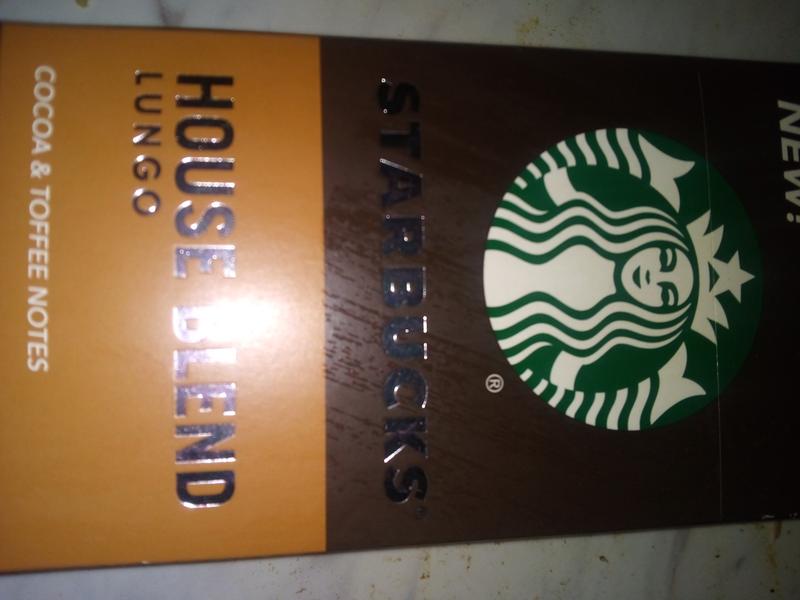 NEW!
®
STARBUCKS®
HOUSE BLEND
LUNGO
COCOA & TOFFEE NOTES